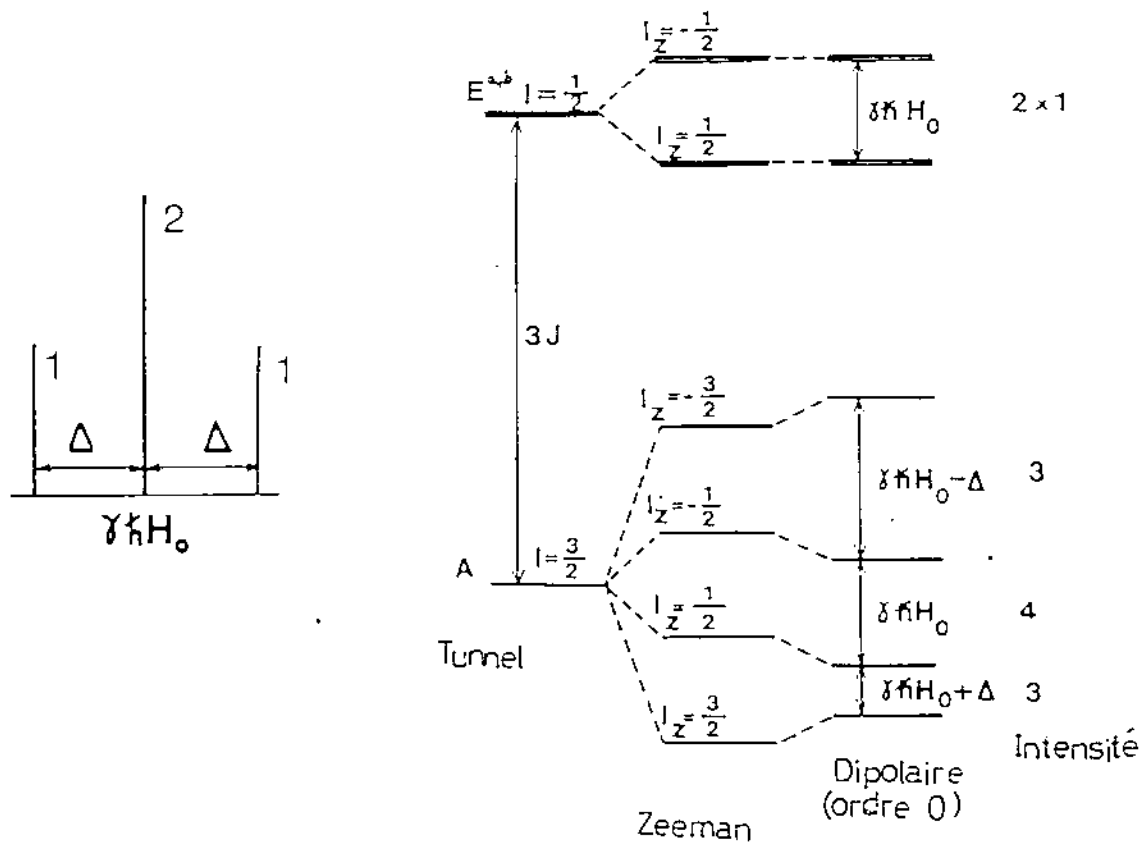 2
1
1
Δ
Δ
γℏH₀
E^{a,b} I = 1/2
I_z = -1/2
I_z = 1/2
γℏH₀
2 × 1
3J
A I = 3/2
I_z = -3/2
I_z = -1/2
I_z = 1/2
I_z = -3/2
γℏH₀-Δ 3
γℏH₀ 4
γℏH₀+Δ 3
Tunnel
Zeeman
Dipolaire
(ordre 0)
Intensité